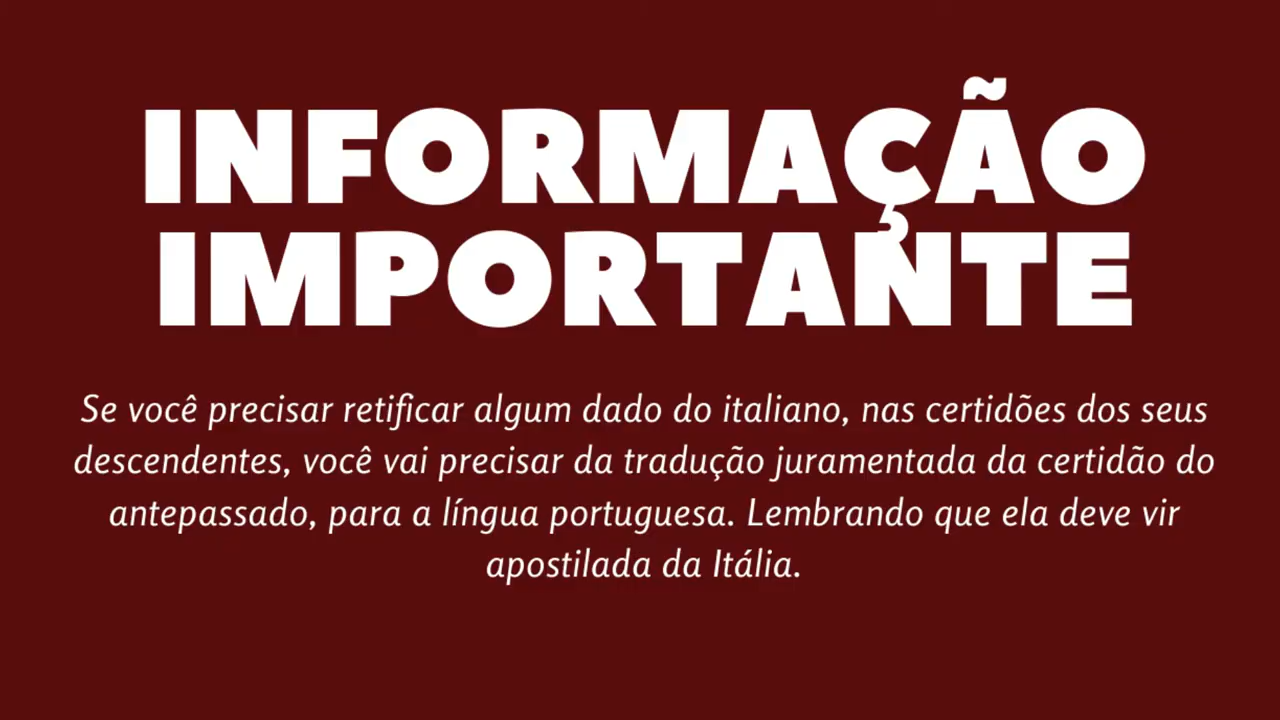 INFORMAÇÃO
IMPORTANTE
Se você precisar retificar algum dado do italiano, nas certidões dos seus
descendentes, você vai precisar da tradução juramentada da certidão do
antepassado, para a língua portuguesa. Lembrando que ela deve vir
apostilada da Itália.